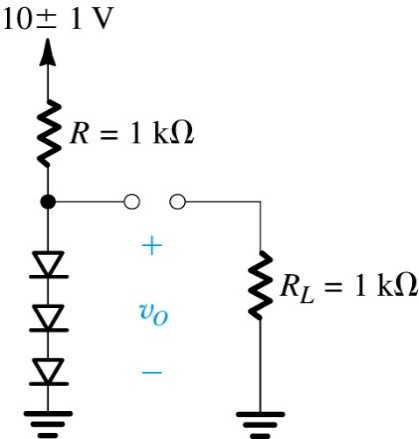 10± 1 V
R = 1 kΩ
+
v_O
R_L = 1 kΩ
−